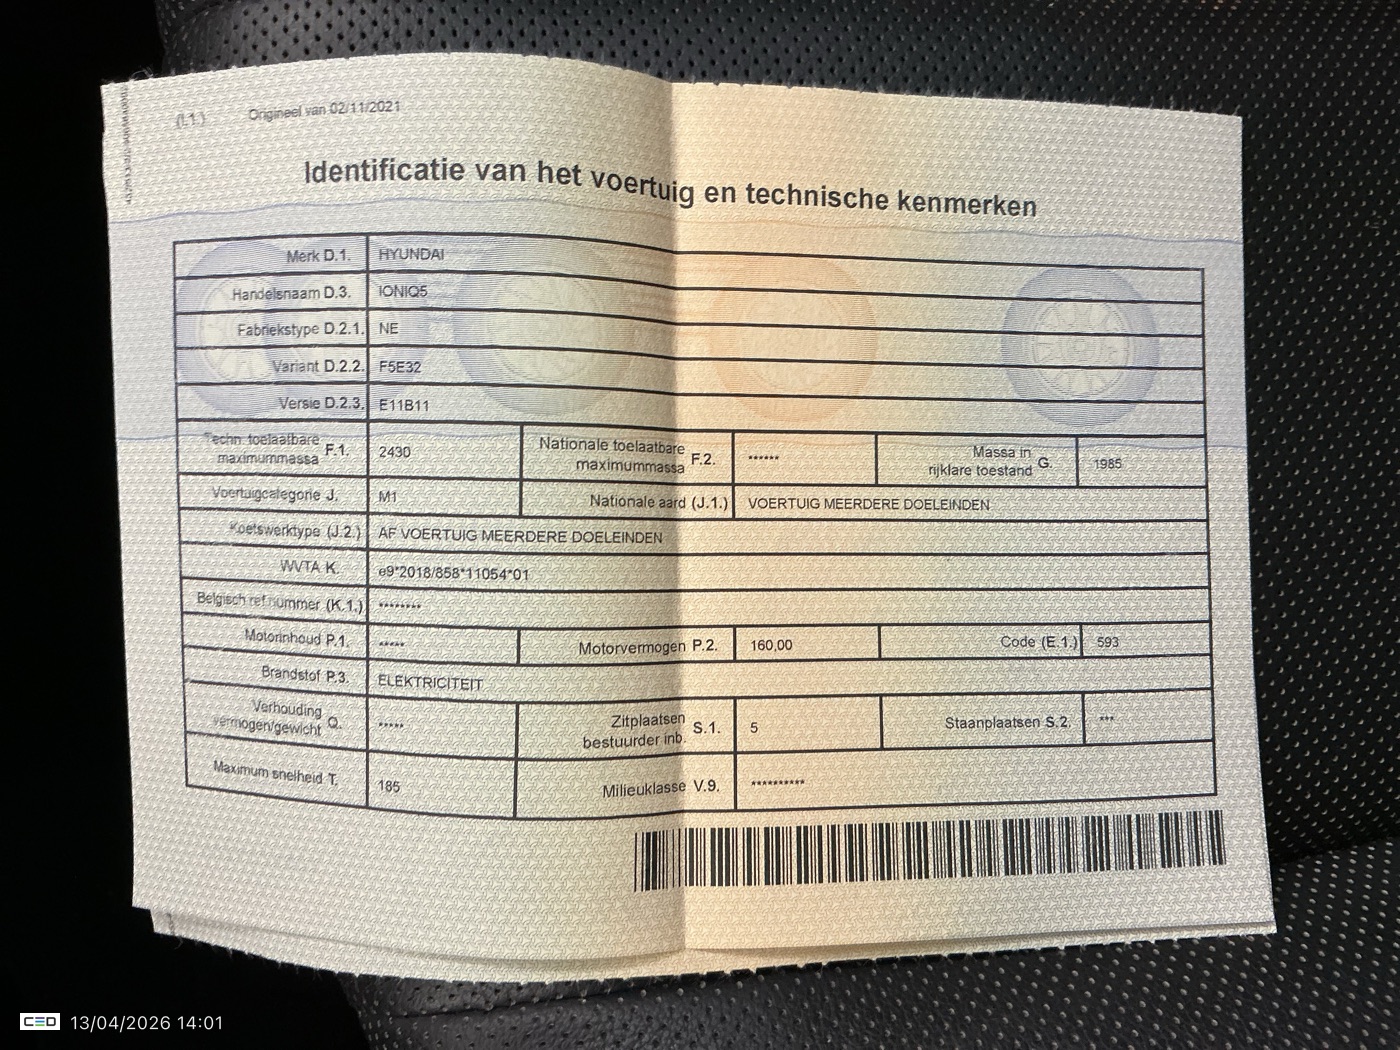 (I.1.) Origineel van 02/11/2021
Identificatie van het voertuig en technische kenmerken
Merk D.1. HYUNDAI
Handelsnaam D.3. IONIQ5
Fabriekstype D.2.1. NE
Variant D.2.2. F5E32
Versie D.2.3. E11B11
Techn. toelaatbare maximummassa F.1. 2430 Nationale toelaatbare maximummassa F.2. ****** Massa in rijklare toestand G. 1985
Voertuigcategorie J. M1 Nationale aard (J.1.) VOERTUIG MEERDERE DOELEINDEN
Koetswerktype (J.2.) AF VOERTUIG MEERDERE DOELEINDEN
WVTA K. e9*2018/858*11054*01
Belgisch ref nummer (K.1.) ********
Motorinhoud P.1. ***** Motorvermogen P.2. 160,00 Code (E.1.) 593
Brandstof P.3. ELEKTRICITEIT
Verhouding vermogen/gewicht Q. ***** Zitplaatsen bestuurder inb. S.1. 5 Staanplaatsen S.2. ***
Maximum snelheid T. 185 Milieuklasse V.9. **********
CED 13/04/2026 14:01